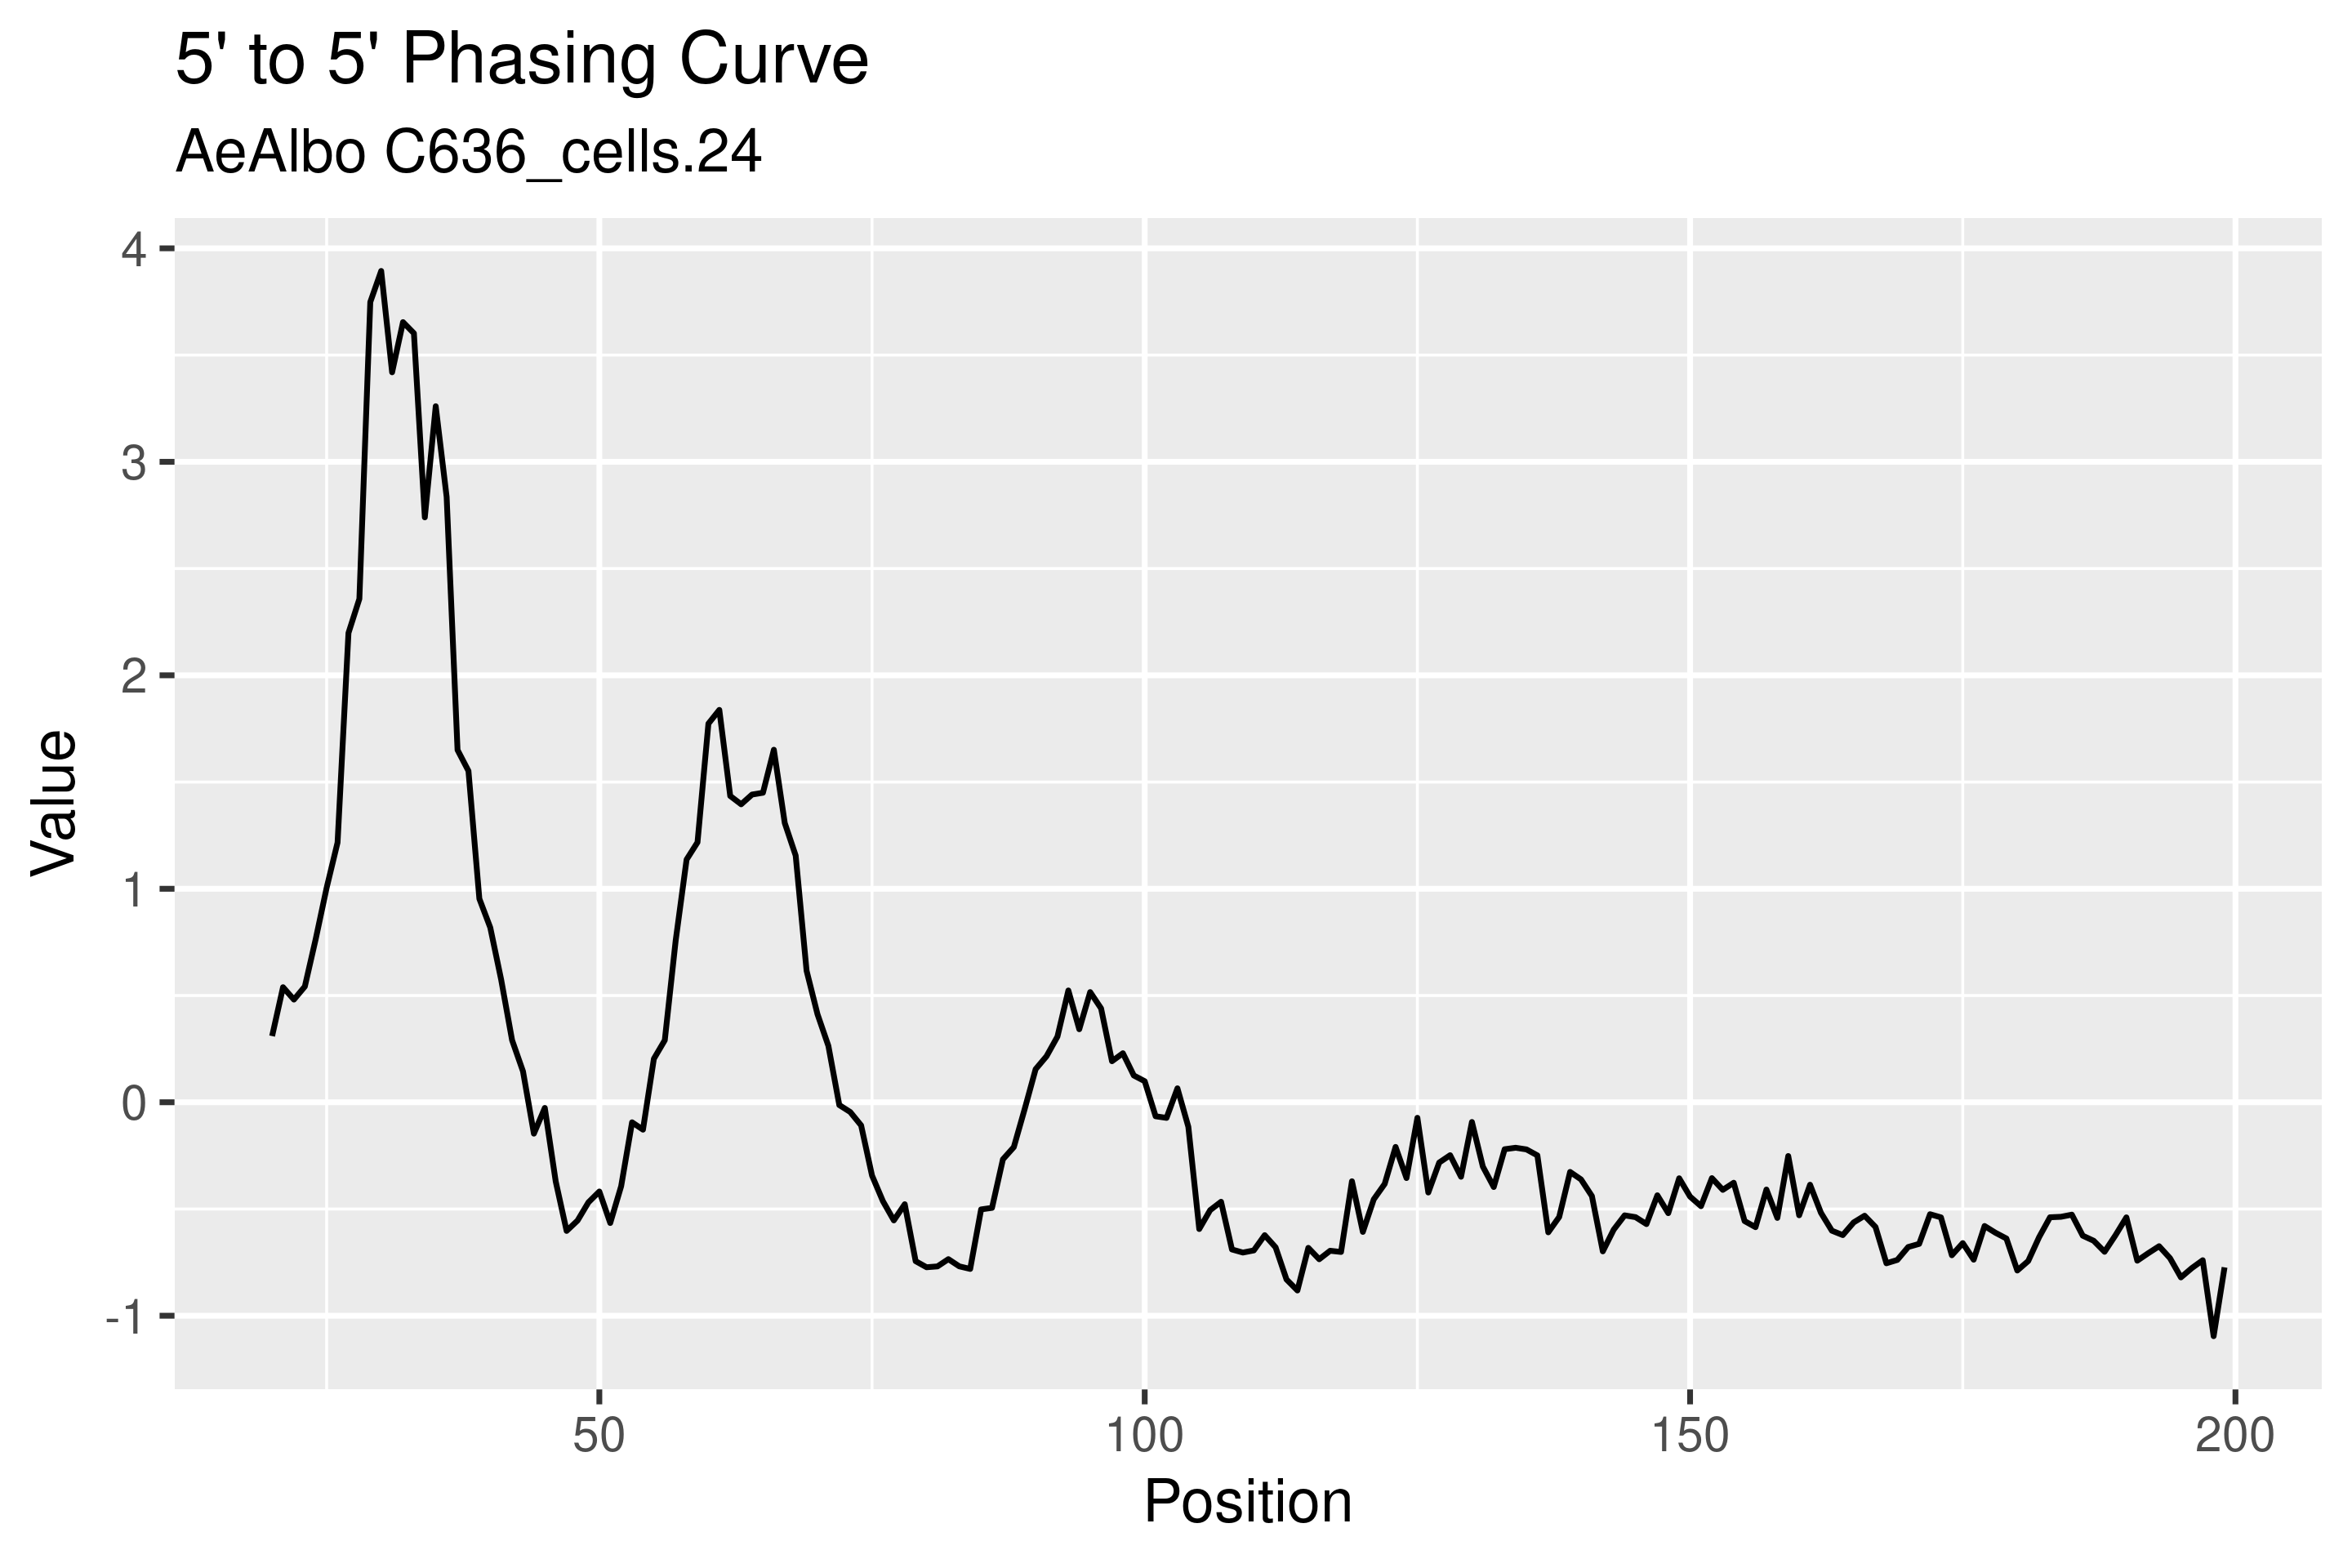 5' to 5' Phasing Curve
AeAlbo C636_cells.24
4
3
2
1
0
-1
Value
50 100 150 200
Position